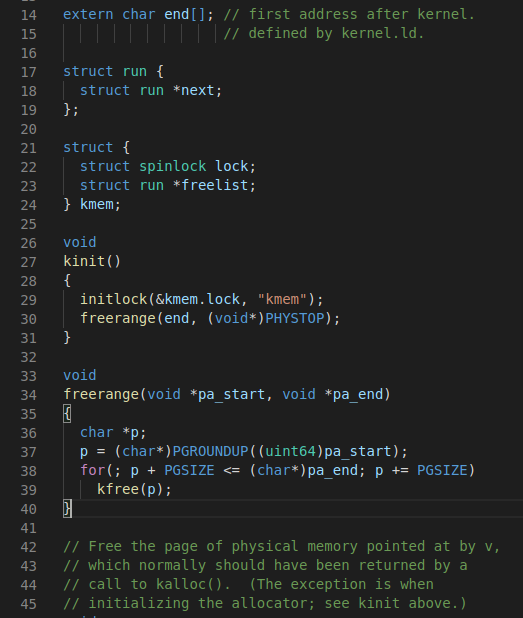 14 extern char end[]; // first address after kernel.
15                    // defined by kernel.ld.
16
17 struct run {
18   struct run *next;
19 };
20
21 struct {
22   struct spinlock lock;
23   struct run *freelist;
24 } kmem;
25
26 void
27 kinit()
28 {
29   initlock(&kmem.lock, "kmem");
30   freerange(end, (void*)PHYSTOP);
31 }
32
33 void
34 freerange(void *pa_start, void *pa_end)
35 {
36   char *p;
37   p = (char*)PGROUNDUP((uint64)pa_start);
38   for(; p + PGSIZE <= (char*)pa_end; p += PGSIZE)
39     kfree(p);
40 }
41
42 // Free the page of physical memory pointed at by v,
43 // which normally should have been returned by a
44 // call to kalloc().  (The exception is when
45 // initializing the allocator; see kinit above.)